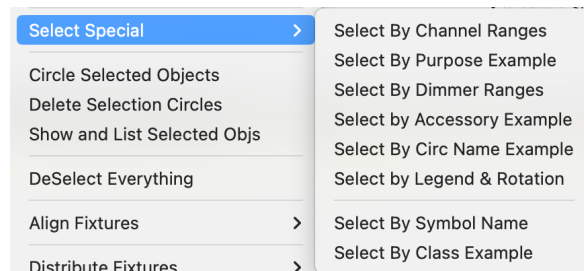 Select Special
Circle Selected Objects
Delete Selection Circles
Show and List Selected Objs
DeSelect Everything
Align Fixtures
Distribute Fixtures
Select By Channel Ranges
Select By Purpose Example
Select By Dimmer Ranges
Select by Accessory Example
Select By Circ Name Example
Select by Legend & Rotation
Select By Symbol Name
Select By Class Example